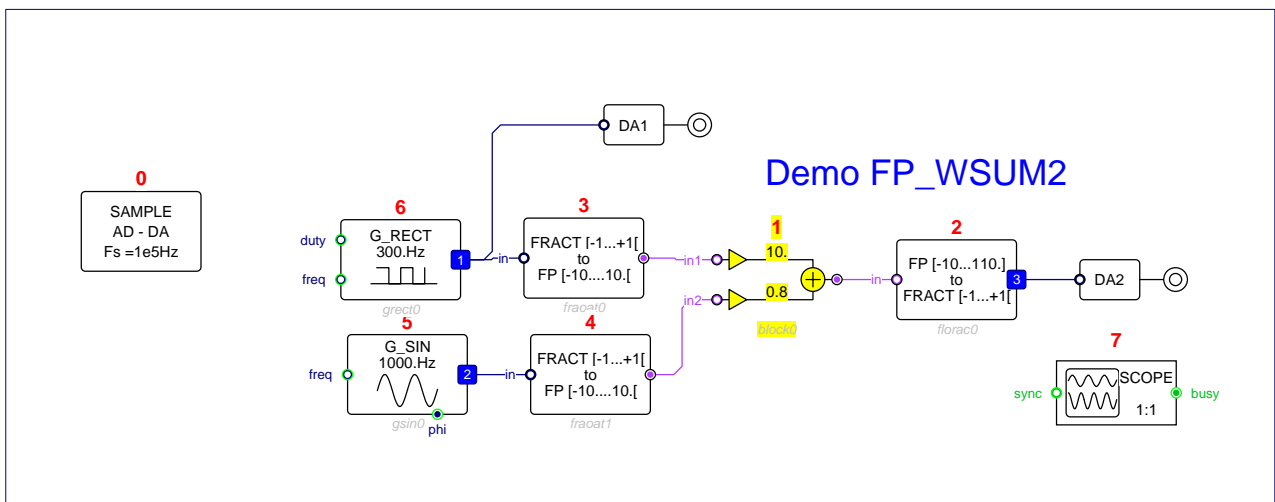 DA1
Demo FP_WSUM2
0
SAMPLE
AD - DA
Fs =1e5Hz
6
duty
freq
G_RECT
300.Hz
1
grect0
3
in
FRACT [-1...+1[
to
FP [-10....10.[
fraoat0
1
in1
10.
in2
0.8
block0
2
in
FP [-10...110.]
to
FRACT [-1...+1[
3
florac0
DA2
5
freq
G_SIN
1000.Hz
2
gsin0
phi
4
in
FRACT [-1...+1[
to
FP [-10....10.[
fraoat1
7
sync
SCOPE
1:1
busy